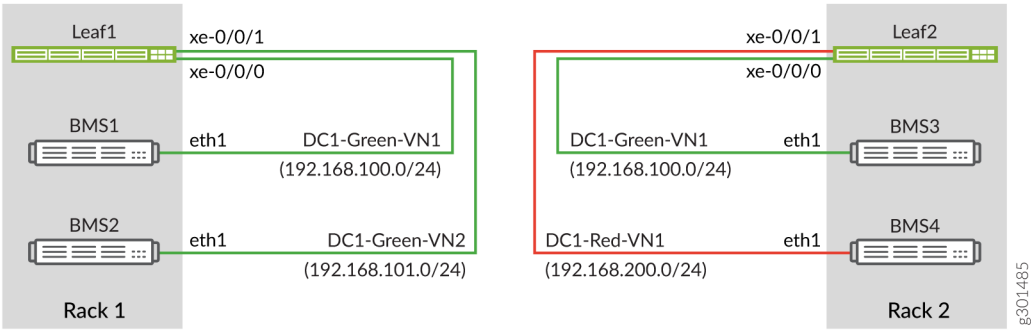 Leaf1
xe-0/0/1
xe-0/0/0
BMS1
eth1
DC1-Green-VN1
(192.168.100.0/24)
BMS2
eth1
DC1-Green-VN2
(192.168.101.0/24)
Rack 1
xe-0/0/1
Leaf2
xe-0/0/0
DC1-Green-VN1
eth1
BMS3
(192.168.100.0/24)
DC1-Red-VN1
eth1
BMS4
(192.168.200.0/24)
Rack 2
g301485